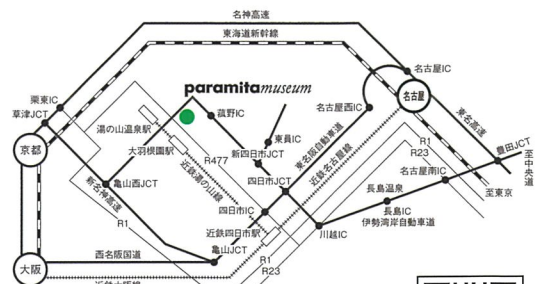 名神高速
東海道新幹線
栗東IC
草津JCT
paramitamuseum
名古屋IC
名古屋
湯の山温泉駅
菰野IC
名古屋西IC
東名高速
京都
大羽根園駅
東員IC
R477
新四日市JCT
東名阪自動車道
R1
R23
豊田JCT
近鉄湯の山線
近鉄名古屋線
至中央道
新名神高速
亀山西JCT
四日市JCT
名古屋南IC
長島温泉
至東京
四日市IC
長島IC
R1
近鉄四日市駅
川越IC
伊勢湾岸自動車道
亀山JCT
西名阪国道
R1
R23
大阪
近鉄大阪線